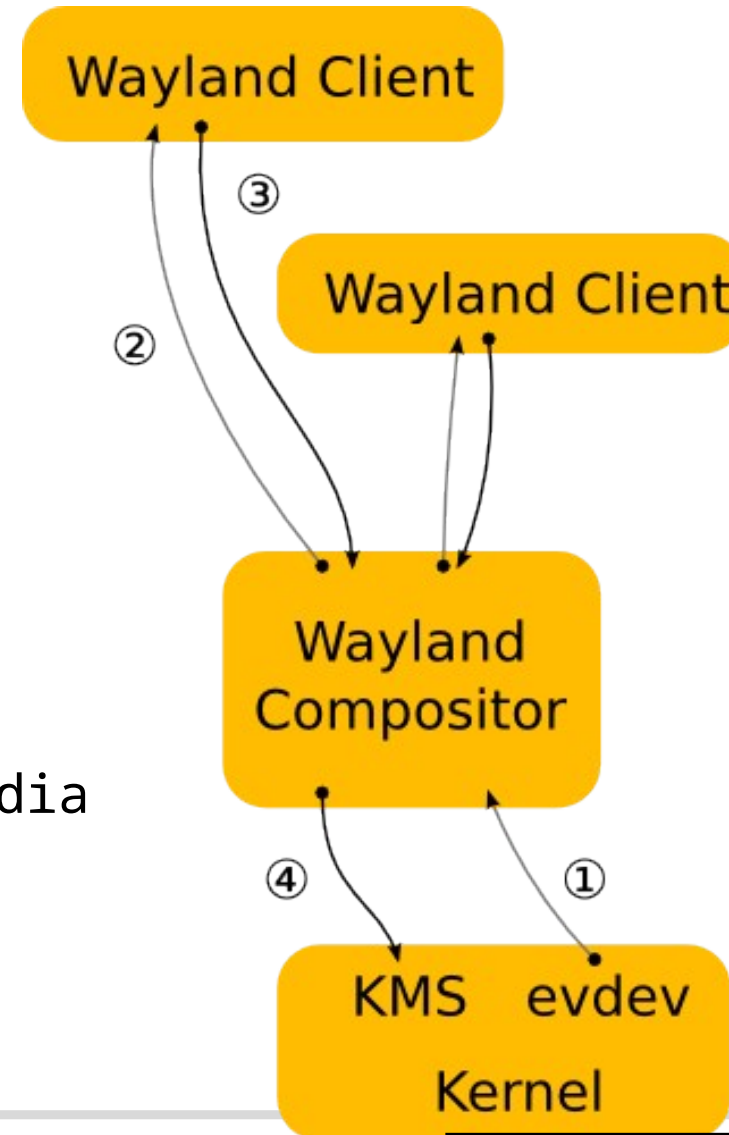 Wayland Client
③
Wayland Client
②
Wayland
Compositor
dia
④
①
KMS evdev
Kernel